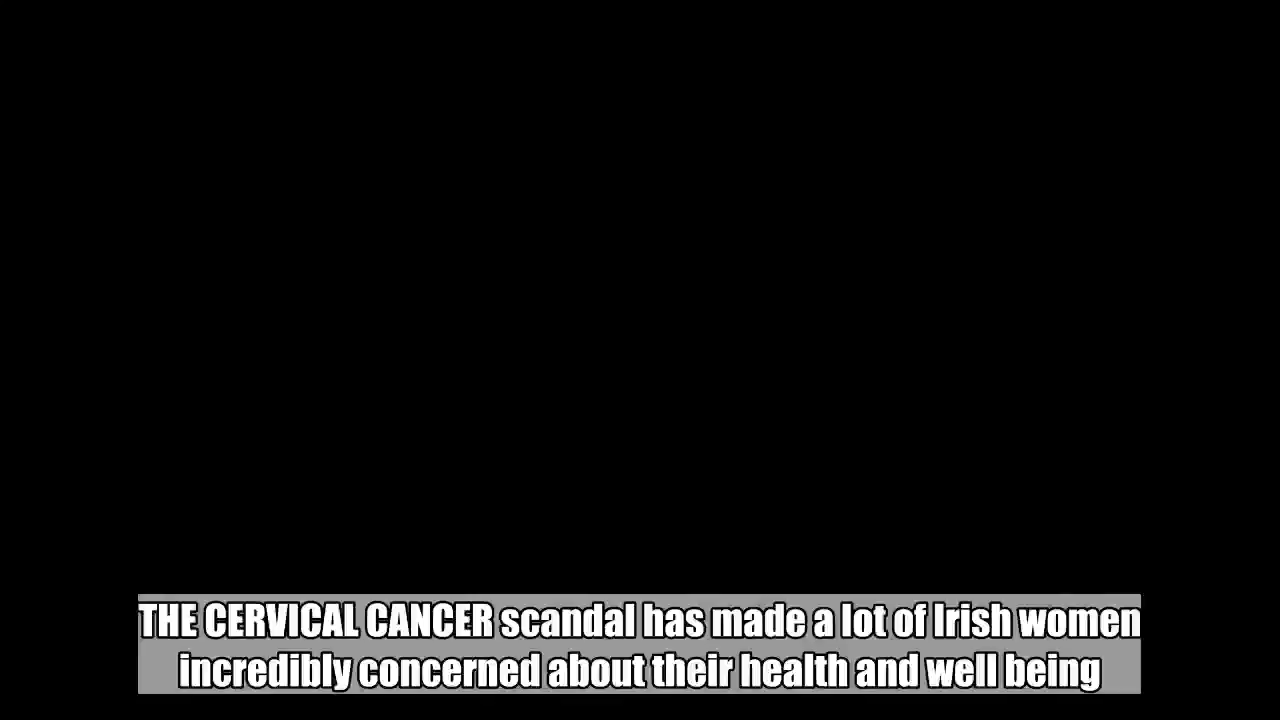 THE CERVICAL CANCER scandal has made a lot of Irish women
incredibly concerned about their health and well being